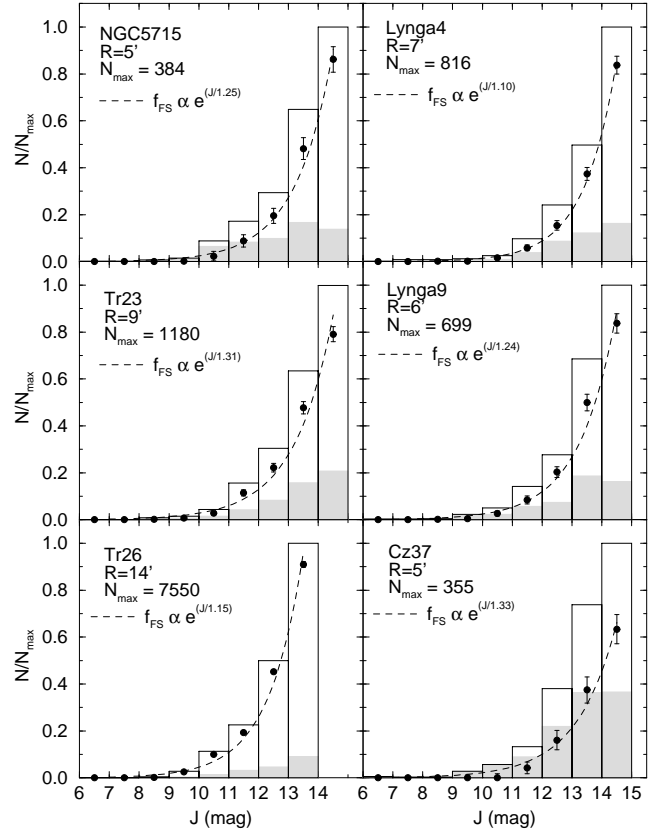 NGC5715
R=5'
N_max = 384
f_FS α e^(J/1.25)
Lynga4
R=7'
N_max = 816
f_FS α e^(J/1.10)
1.0
0.8
0.6
0.4
0.2
0.0
N/N_max
Tr23
R=9'
N_max = 1180
f_FS α e^(J/1.31)
Lynga9
R=6'
N_max = 699
f_FS α e^(J/1.24)
1.0
0.8
0.6
0.4
0.2
0.0
N/N_max
Tr26
R=14'
N_max = 7550
f_FS α e^(J/1.15)
Cz37
R=5'
N_max = 355
f_FS α e^(J/1.33)
1.0
0.8
0.6
0.4
0.2
0.0
N/N_max
6 7 8 9 10 11 12 13 14
6 7 8 9 10 11 12 13 14 15
J (mag)
J (mag)